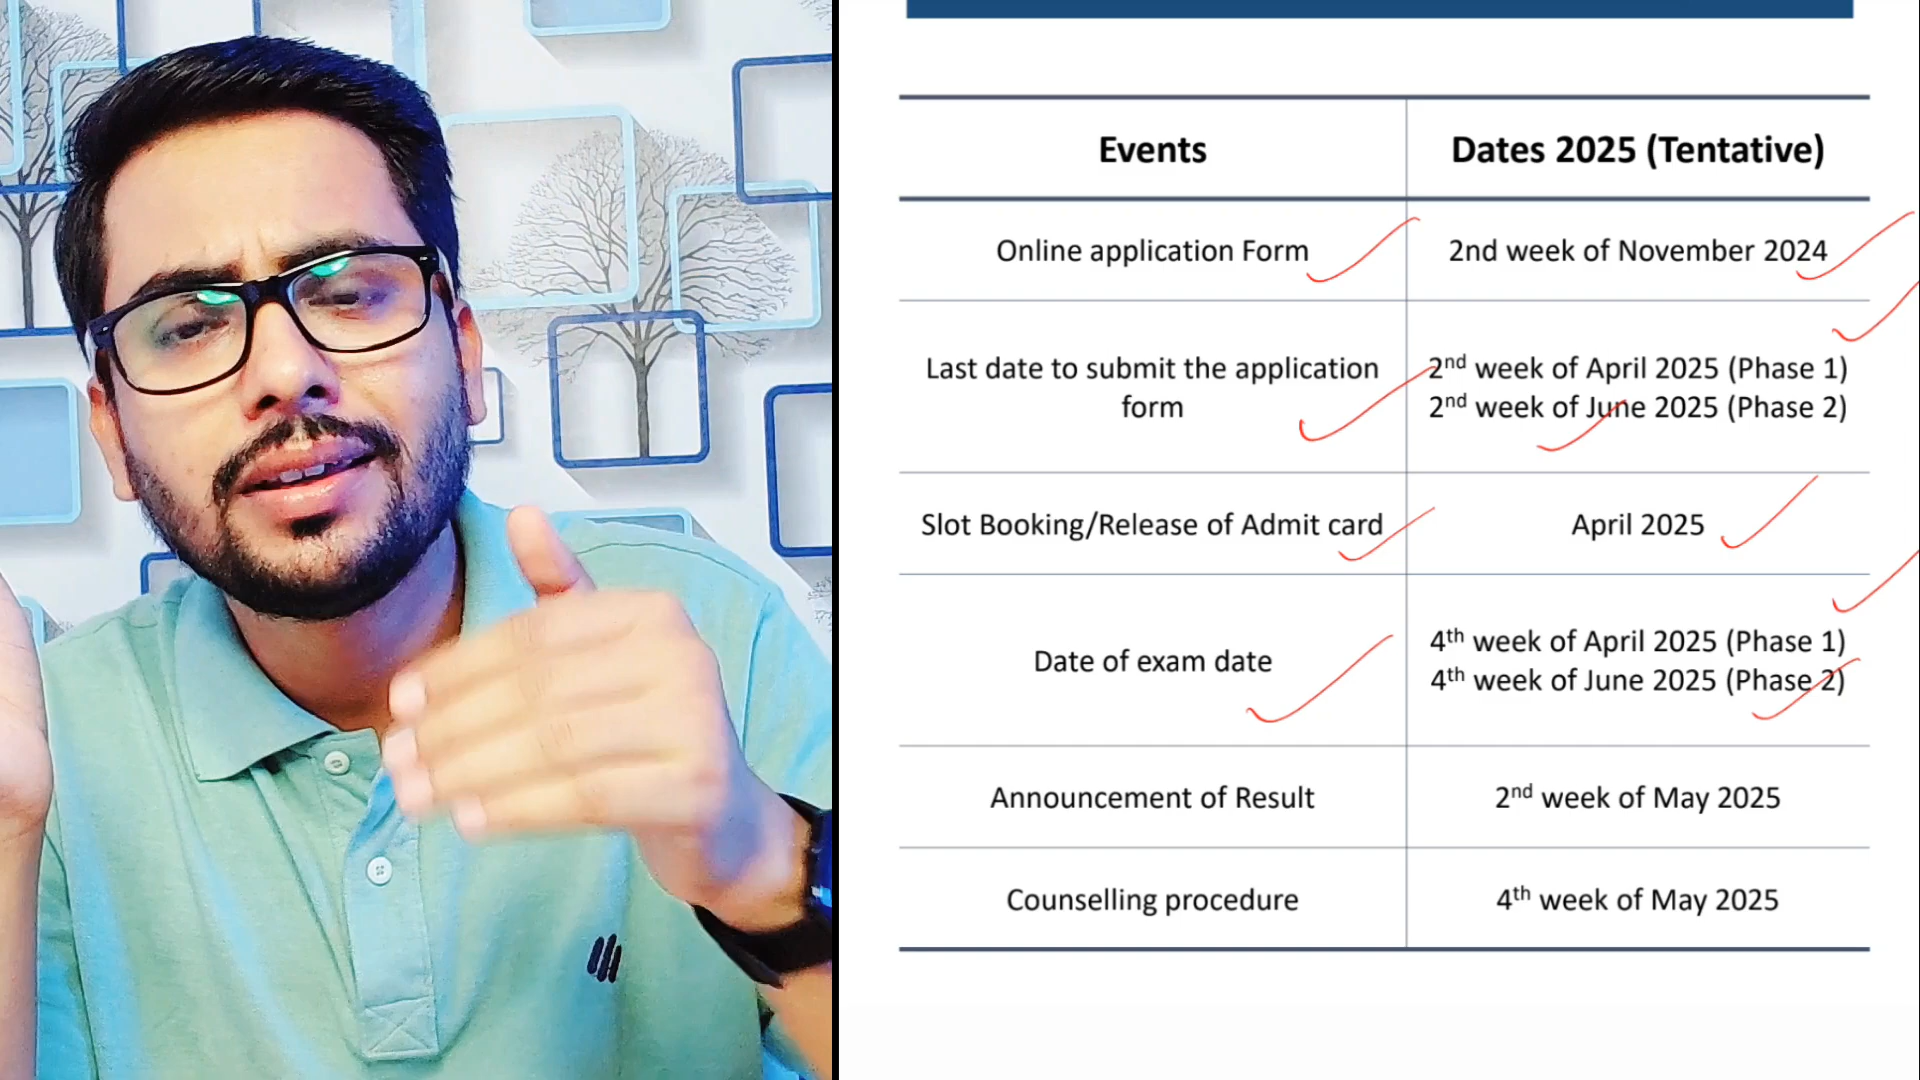 Events
Dates 2025 (Tentative)
Online application Form
2nd week of November 2024
Last date to submit the application
form
2nd week of April 2025 (Phase 1)
2nd week of June 2025 (Phase 2)
Slot Booking/Release of Admit card
April 2025
Date of exam date
4th week of April 2025 (Phase 1)
4th week of June 2025 (Phase 2)
Announcement of Result
2nd week of May 2025
Counselling procedure
4th week of May 2025